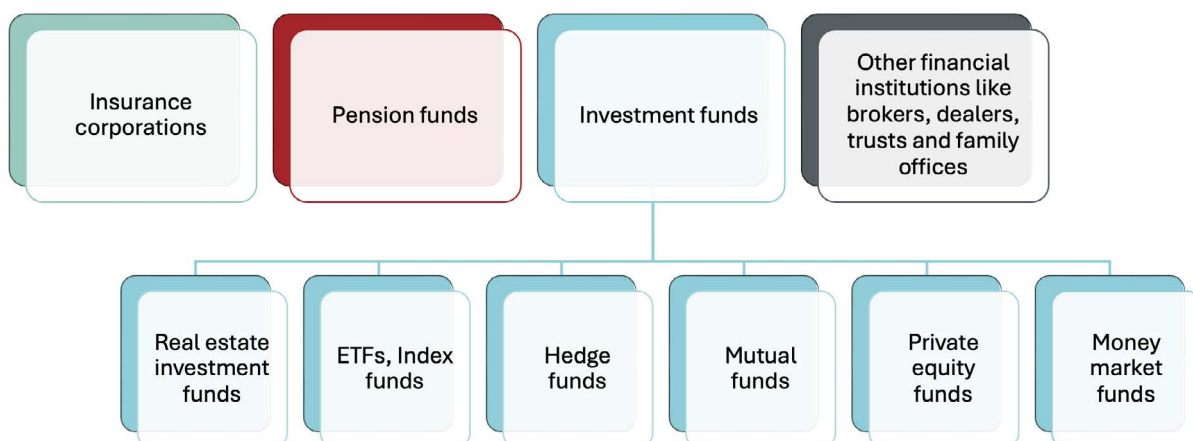 Insurance
corporations
Pension funds
Investment funds
Other financial
institutions like
brokers, dealers,
trusts and family
offices
Real estate
investment
funds
ETFs, Index
funds
Hedge
funds
Mutual
funds
Private
equity
funds
Money
market
funds